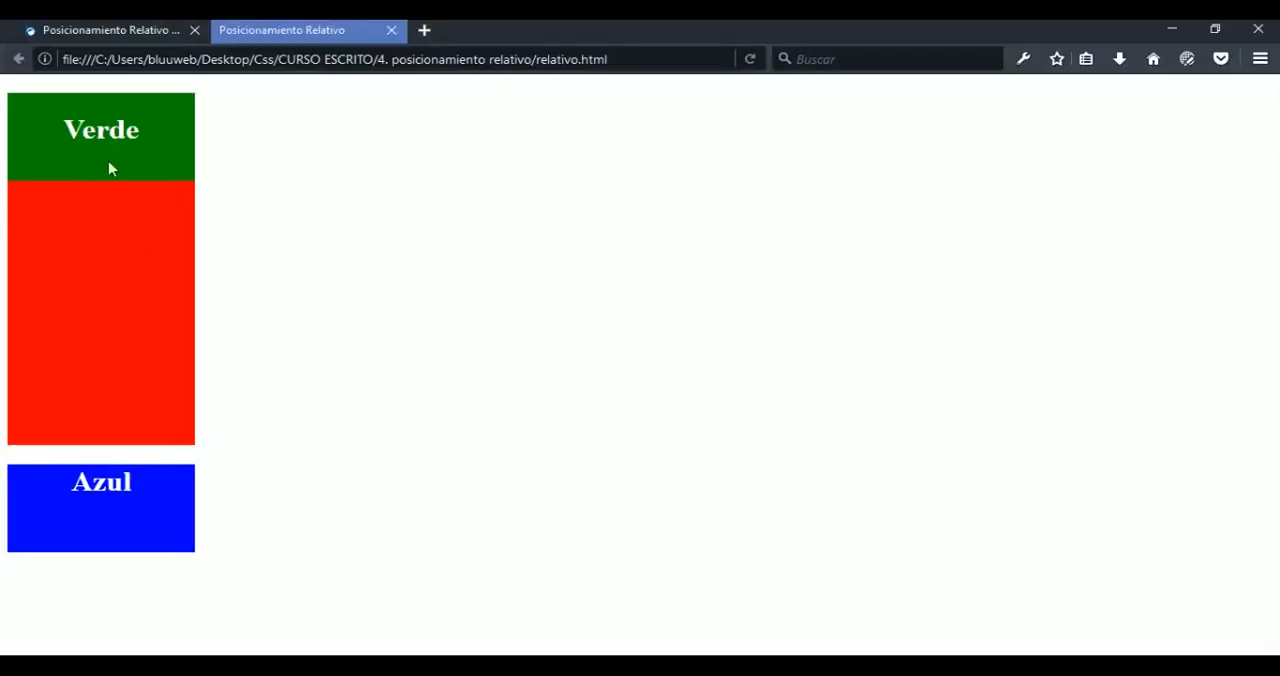 Posicionamiento Relativo ...
Posicionamiento Relativo
file:///C:/Users/bluuweb/Desktop/Css/CURSO ESCRITO/4. posicionamiento relativo/relativo.html
Buscar
Verde
Azul